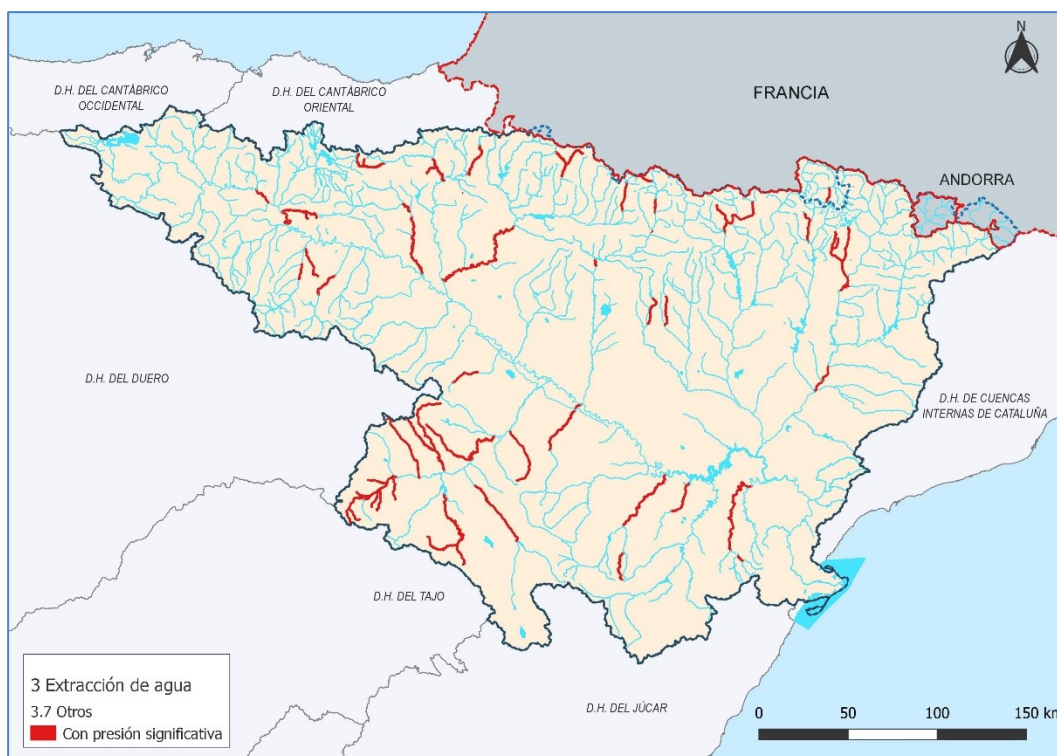 N
D.H. DEL CANTÁBRICO
OCCIDENTAL
D.H. DEL CANTÁBRICO
ORIENTAL
FRANCIA
ANDORRA
D.H. DEL DUERO
D.H. DE CUENCAS
INTERNAS DE CATALUÑA
D.H. DEL TAJO
D.H. DEL JÚCAR
3 Extracción de agua
3.7 Otros
Con presión significativa
0 50 100 150 km